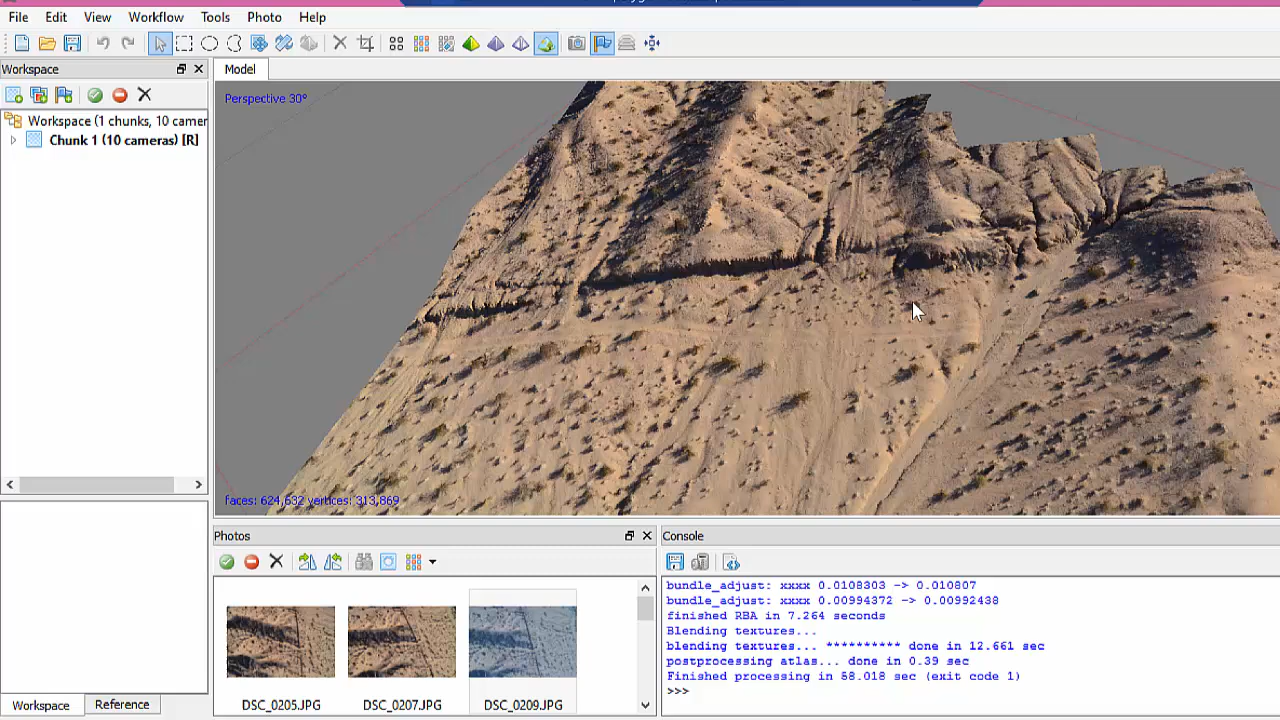 File Edit View Workflow Tools Photo Help
Workspace
Model
Workspace (1 chunks, 10 camer
Chunk 1 (10 cameras) [R]
Perspective 30°
faces: 624,632 vertices: 313,869
Photos
DSC_0205.JPG DSC_0207.JPG DSC_0209.JPG
Console
bundle_adjust: xxxx 0.0108303 -> 0.010807
bundle_adjust: xxxx 0.00994372 -> 0.00992438
finished RBA in 7.264 seconds
Blending textures...
blending textures... ********** done in 12.661 sec
postprocessing atlas... done in 0.39 sec
Finished processing in 58.018 sec (exit code 1)
>>>
Workspace Reference